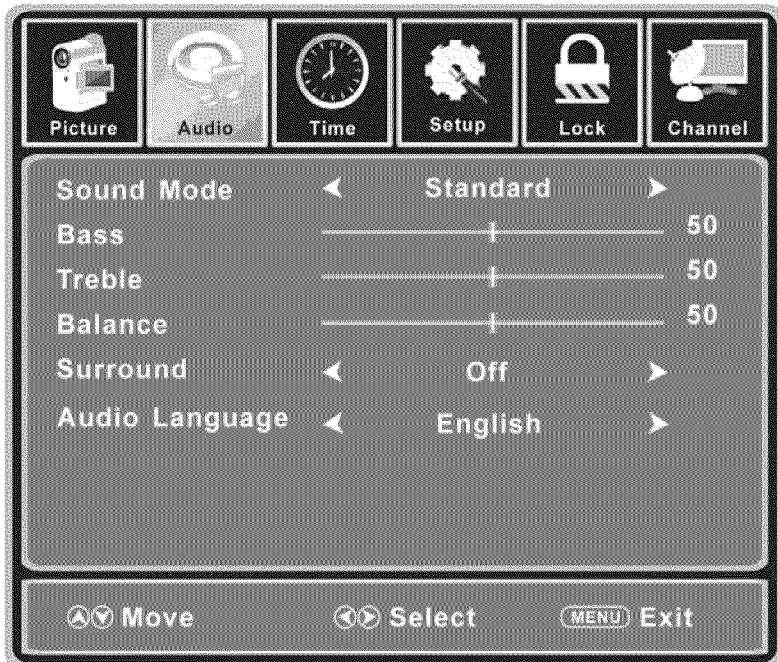 Picture Audio Time Setup Lock Channel
Sound Mode Standard
Bass 50
Treble 50
Balance 50
Surround Off
Audio Language English
Move Select MENU Exit